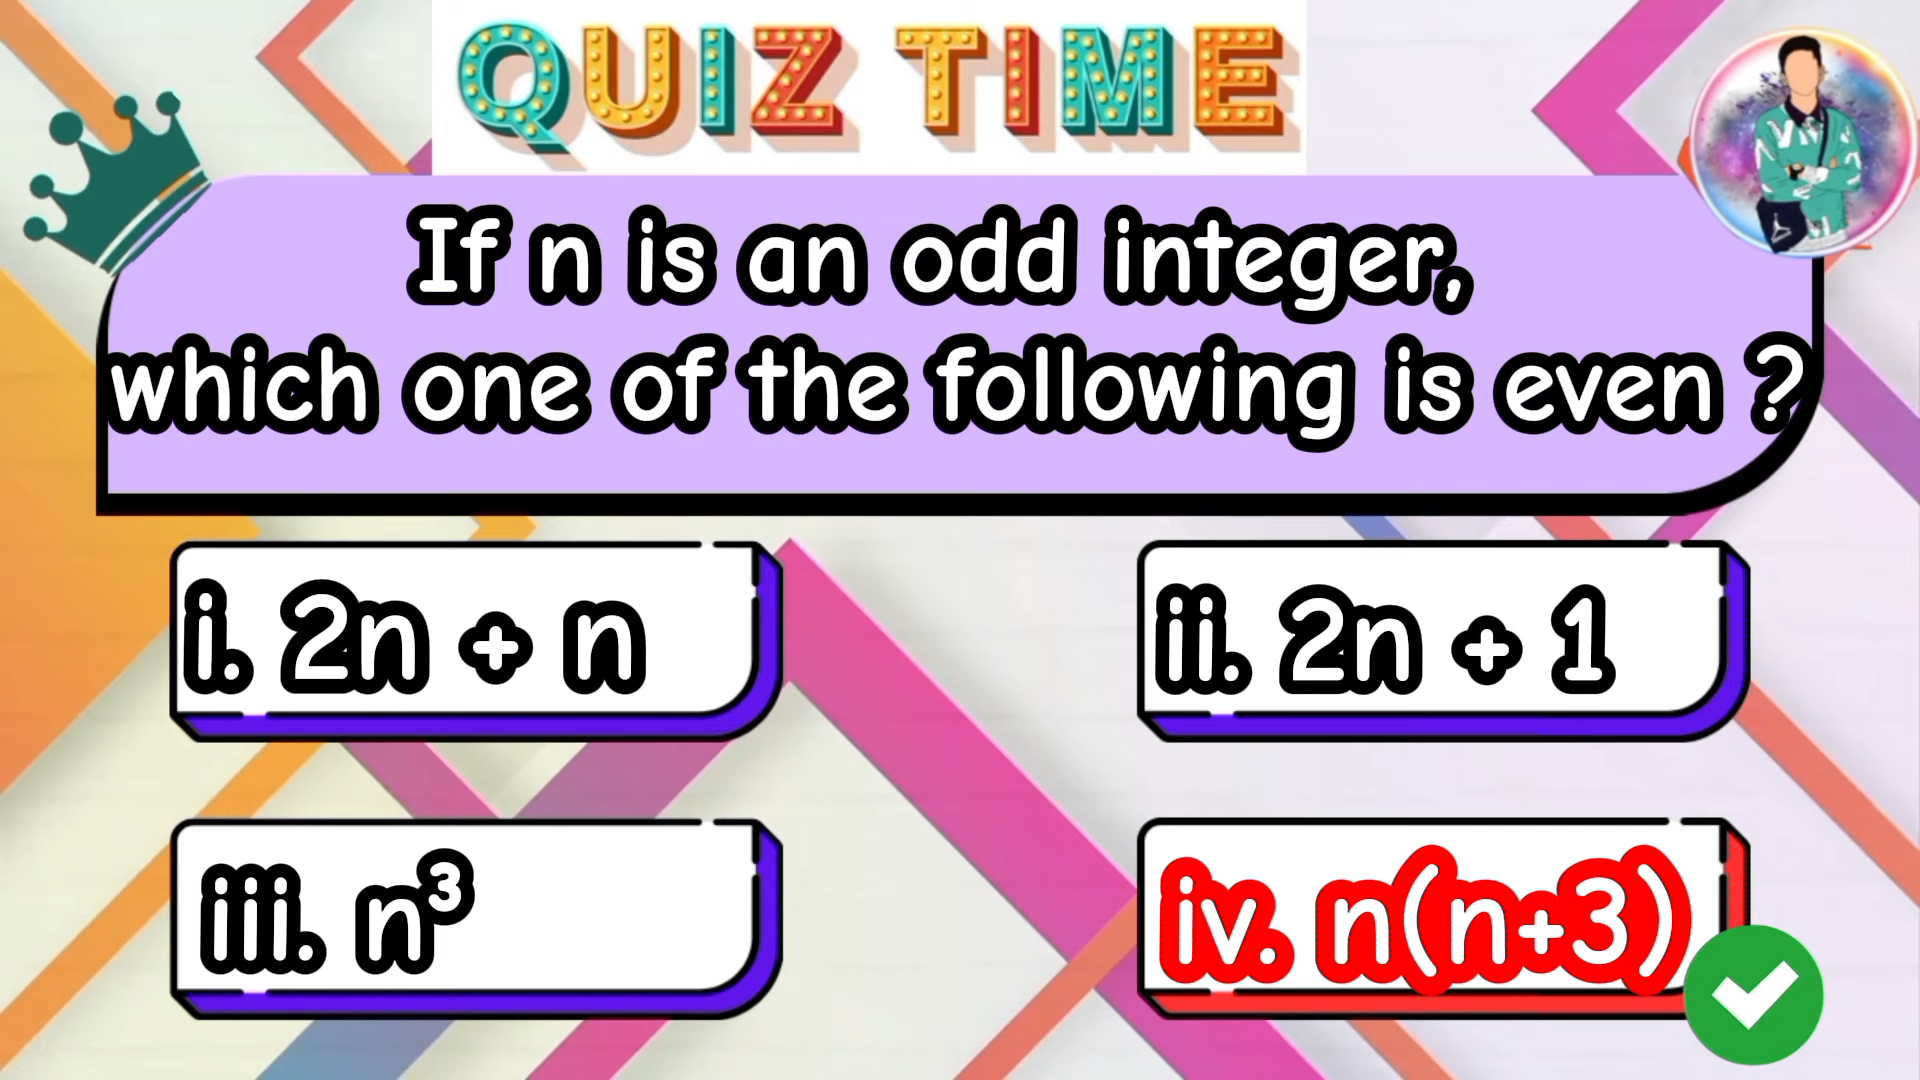 QUIZ TIME
If n is an odd integer,
which one of the following is even ?
i. 2n + n
ii. 2n + 1
iii. n³
iv. n(n+3)